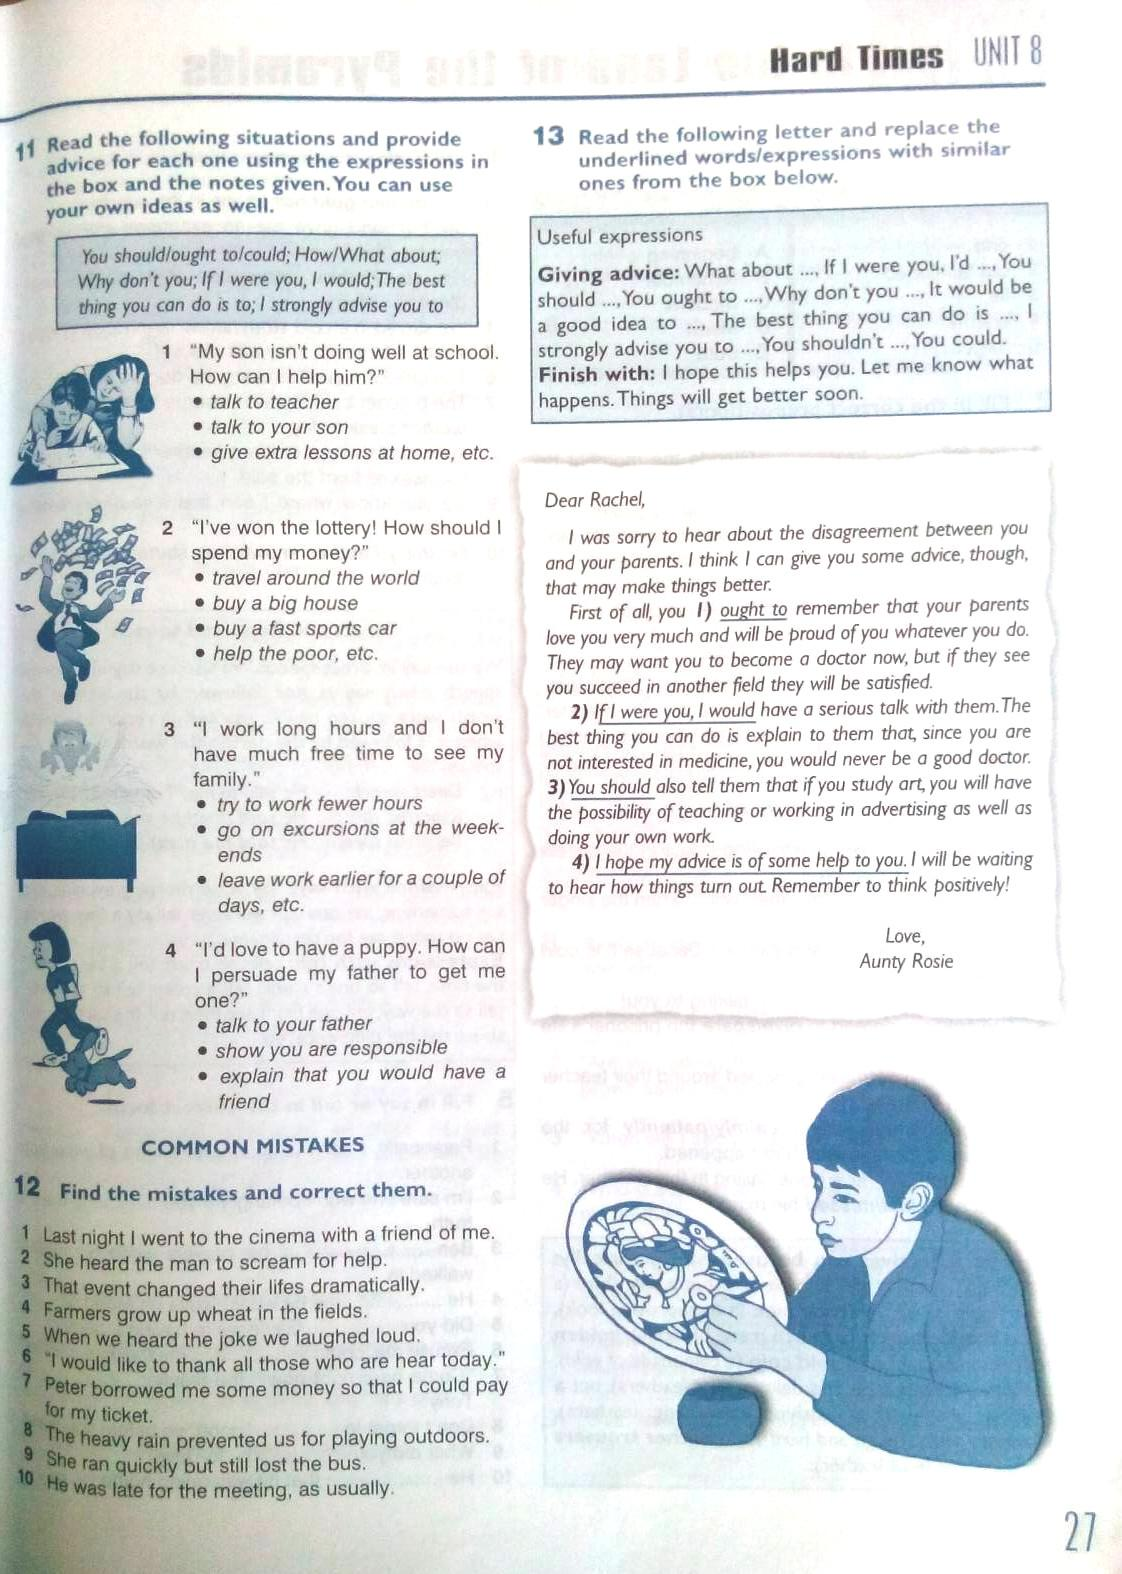 Hard Times UNIT 8
11 Read the following situations and provide
advice for each one using the expressions in
the box and the notes given. You can use
your own ideas as well.
You should/ought to/could; How/What about;
Why don't you; If I were you, I would; The best
thing you can do is to; I strongly advise you to
1 "My son isn't doing well at school.
How can I help him?"
• talk to teacher
• talk to your son
• give extra lessons at home, etc.
2 "I've won the lottery! How should I
spend my money?"
• travel around the world
• buy a big house
• buy a fast sports car
• help the poor, etc.
3 "I work long hours and I don't
have much free time to see my
family."
• try to work fewer hours
• go on excursions at the week-
ends
• leave work earlier for a couple of
days, etc.
4 "I'd love to have a puppy. How can
I persuade my father to get me
one?"
• talk to your father
• show you are responsible
• explain that you would have a
friend
COMMON MISTAKES
12 Find the mistakes and correct them.
1 Last night I went to the cinema with a friend of me.
2 She heard the man to scream for help.
3 That event changed their lifes dramatically.
4 Farmers grow up wheat in the fields.
5 When we heard the joke we laughed loud.
6 "I would like to thank all those who are hear today."
7 Peter borrowed me some money so that I could pay
for my ticket.
8 The heavy rain prevented us for playing outdoors.
9 She ran quickly but still lost the bus.
10 He was late for the meeting, as usually.
13 Read the following letter and replace the
underlined words/expressions with similar
ones from the box below.
Useful expressions
Giving advice: What about ..., If I were you, I'd ..., You
should ..., You ought to ..., Why don't you ..., It would be
a good idea to ..., The best thing you can do is ..., I
strongly advise you to ..., You shouldn't ..., You could.
Finish with: I hope this helps you. Let me know what
happens. Things will get better soon.
Dear Rachel,
I was sorry to hear about the disagreement between you
and your parents. I think I can give you some advice, though,
that may make things better.
First of all, you 1) ought to remember that your parents
love you very much and will be proud of you whatever you do.
They may want you to become a doctor now, but if they see
you succeed in another field they will be satisfied.
2) If I were you, I would have a serious talk with them. The
best thing you can do is explain to them that, since you are
not interested in medicine, you would never be a good doctor.
3) You should also tell them that if you study art, you will have
the possibility of teaching or working in advertising as well as
doing your own work.
4) I hope my advice is of some help to you. I will be waiting
to hear how things turn out. Remember to think positively!
Love,
Aunty Rosie
27